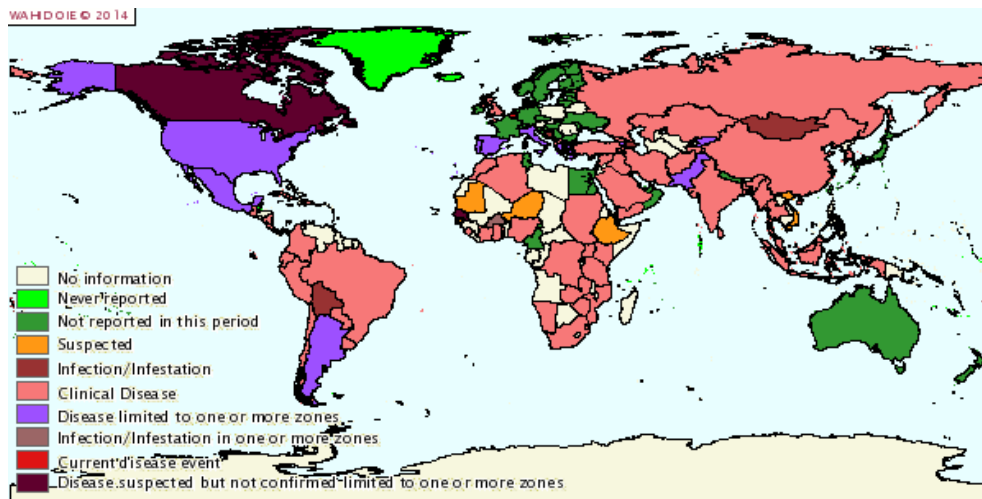 WAHIDOIE © 2014
No information
Never reported
Not reported in this period
Suspected
Infection/Infestation
Clinical Disease
Disease limited to one or more zones
Infection/Infestation in one or more zones
Current disease event
Disease suspected but not confirmed limited to one or more zones